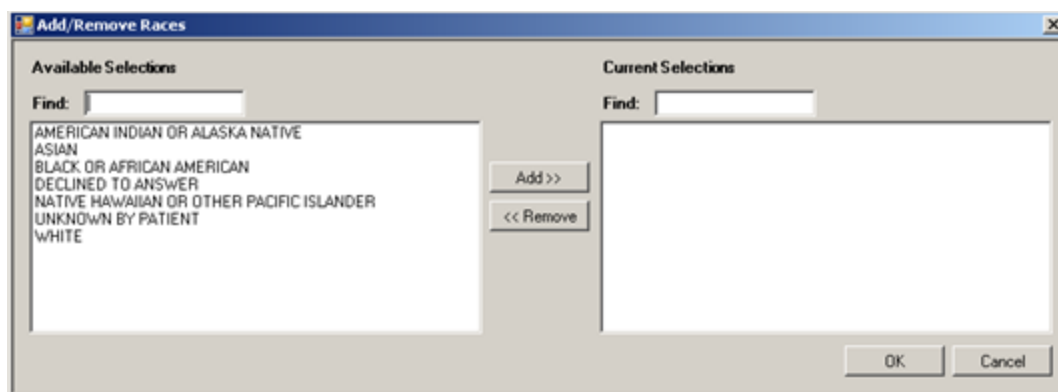 Add/Remove Races
Available Selections
Current Selections
Find:
Find:
AMERICAN INDIAN OR ALASKA NATIVE
ASIAN
BLACK OR AFRICAN AMERICAN
DECLINED TO ANSWER
NATIVE HAWAIIAN OR OTHER PACIFIC ISLANDER
UNKNOWN BY PATIENT
WHITE
Add >>
<< Remove
OK
Cancel